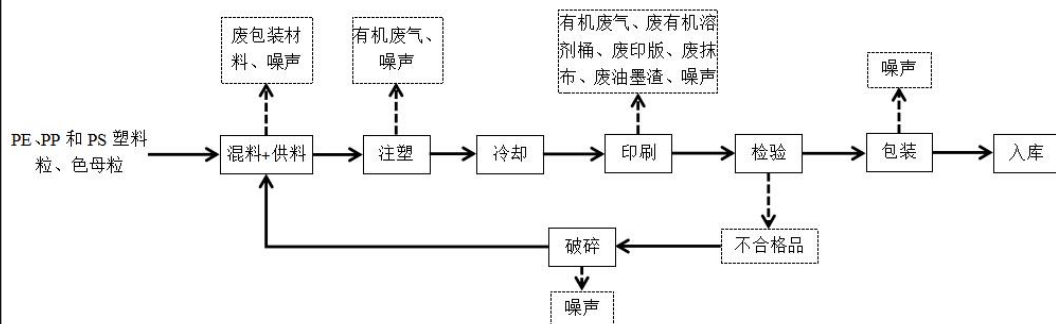 废包装材
料、噪声
有机废气、
噪声
有机废气、废有机溶
剂桶、废印版、废抹
布、废油墨渣、噪声
噪声
PE、PP 和 PS 塑料
粒、色母粒
混料+供料
注塑
冷却
印刷
检验
包装
入库
破碎
不合格品
噪声